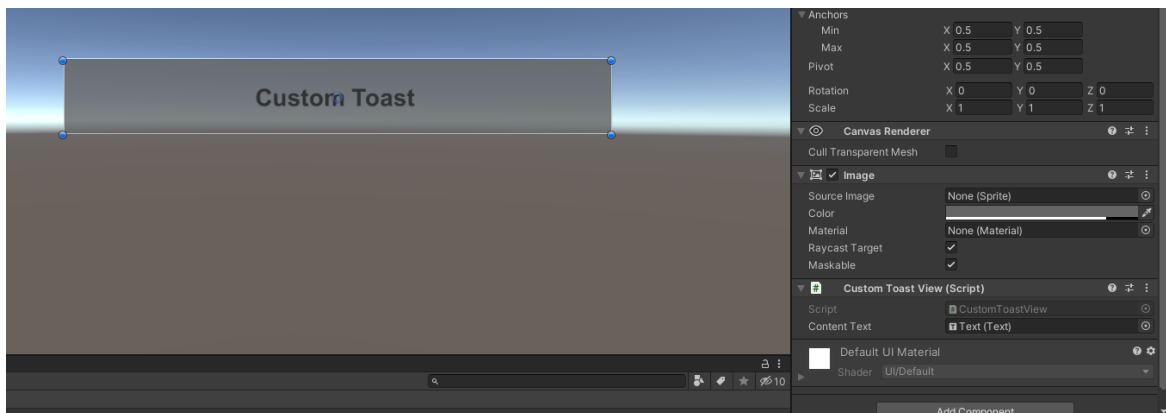 Custom Toast
Anchors
Min X 0.5 Y 0.5
Max X 0.5 Y 0.5
Pivot X 0.5 Y 0.5
Rotation X 0 Y 0 Z 0
Scale X 1 Y 1 Z 1
Canvas Renderer
Cull Transparent Mesh
Image
Source Image None (Sprite)
Color
Material None (Material)
Raycast Target
Maskable
# Custom Toast View (Script)
Script CustomToastView
Content Text Text (Text)
Default UI Material
Shader UI/Default
10
Add Component